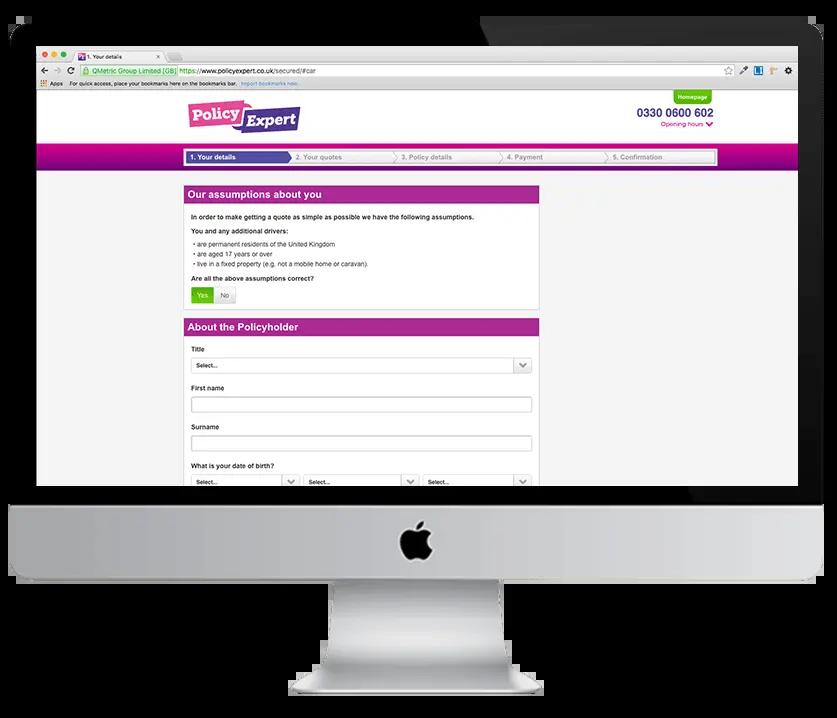 1. Your details
QMetric Group Limited [GB] https://www.policyexpert.co.uk/secured/#car
Apps For quick access, place your bookmarks here on the bookmarks bar. Import bookmarks now...
Homepage
Policy Expert
0330 0600 602
Opening hours
1. Your details 2. Your quotes 3. Policy details 4. Payment 5. Confirmation
Our assumptions about you
In order to make getting a quote as simple as possible we have the following assumptions.
You and any additional drivers:
• are permanent residents of the United Kingdom
• are aged 17 years or over
• live in a fixed property (e.g. not a mobile home or caravan).
Are all the above assumptions correct?
Yes No
About the Policyholder
Title
Select...
First name
Surname
What is your date of birth?
Select... Select... Select...